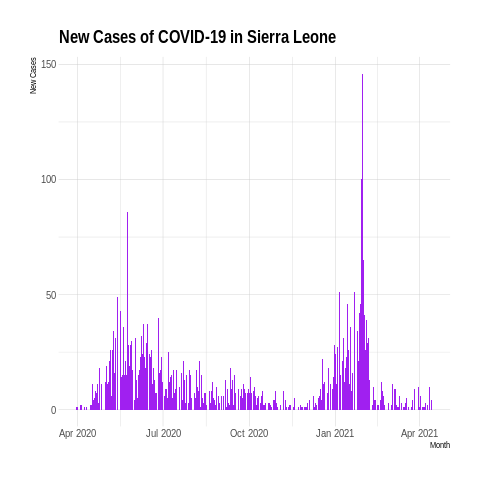 New Cases of COVID-19 in Sierra Leone
New Cases
150
100
50
0
Apr 2020
Jul 2020
Oct 2020
Jan 2021
Apr 2021
Month